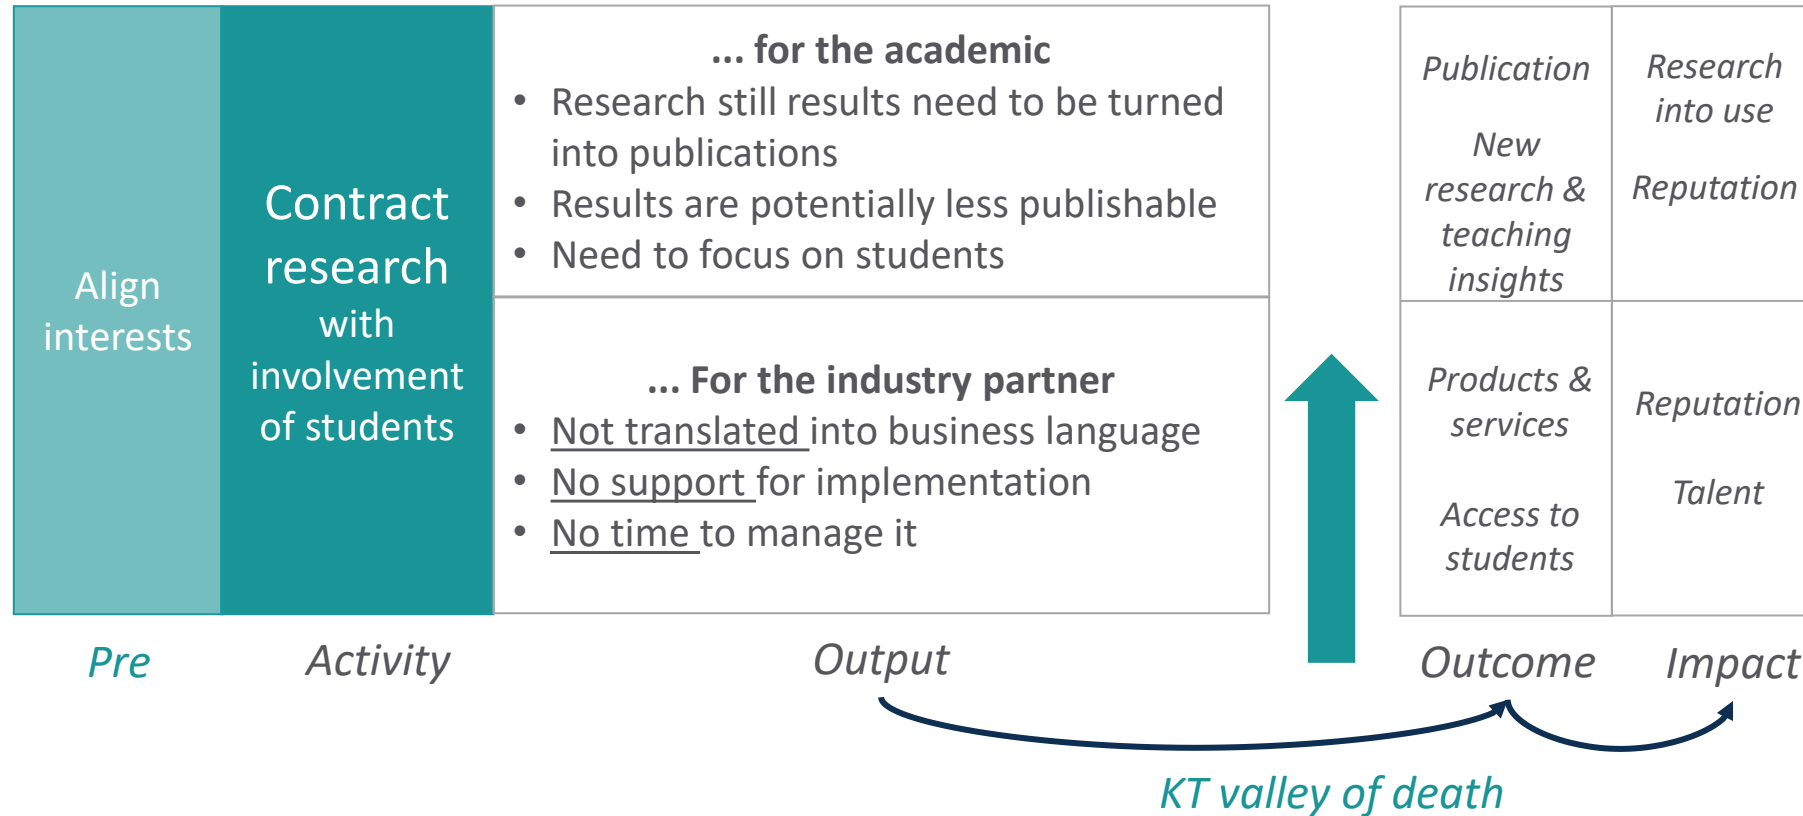 Align
interests
Contract
research
with
involvement
of students
... for the academic
• Research still results need to be turned
into publications
• Results are potentially less publishable
• Need to focus on students
... For the industry partner
• Not translated into business language
• No support for implementation
• No time to manage it
Publication
New
research &
teaching
insights
Research
into use
Reputation
Products &
services
Access to
students
Reputation
Talent
Pre
Activity
Output
Outcome
Impact
KT valley of death